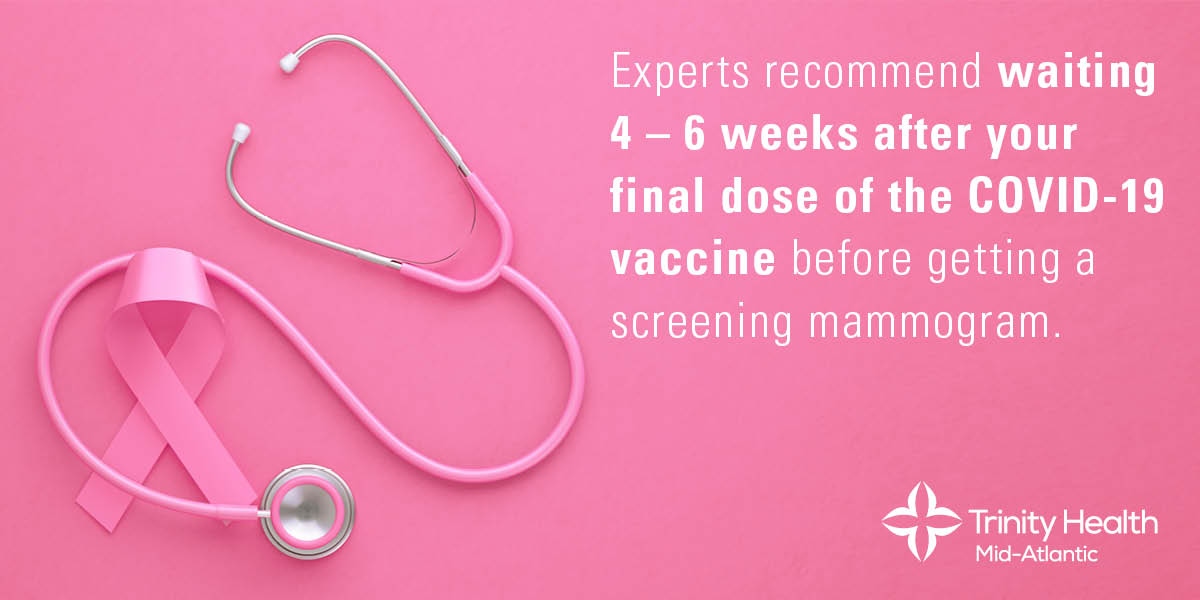 Experts recommend waiting
4 – 6 weeks after your
final dose of the COVID-19
vaccine before getting a
screening mammogram.
Trinity Health
Mid-Atlantic